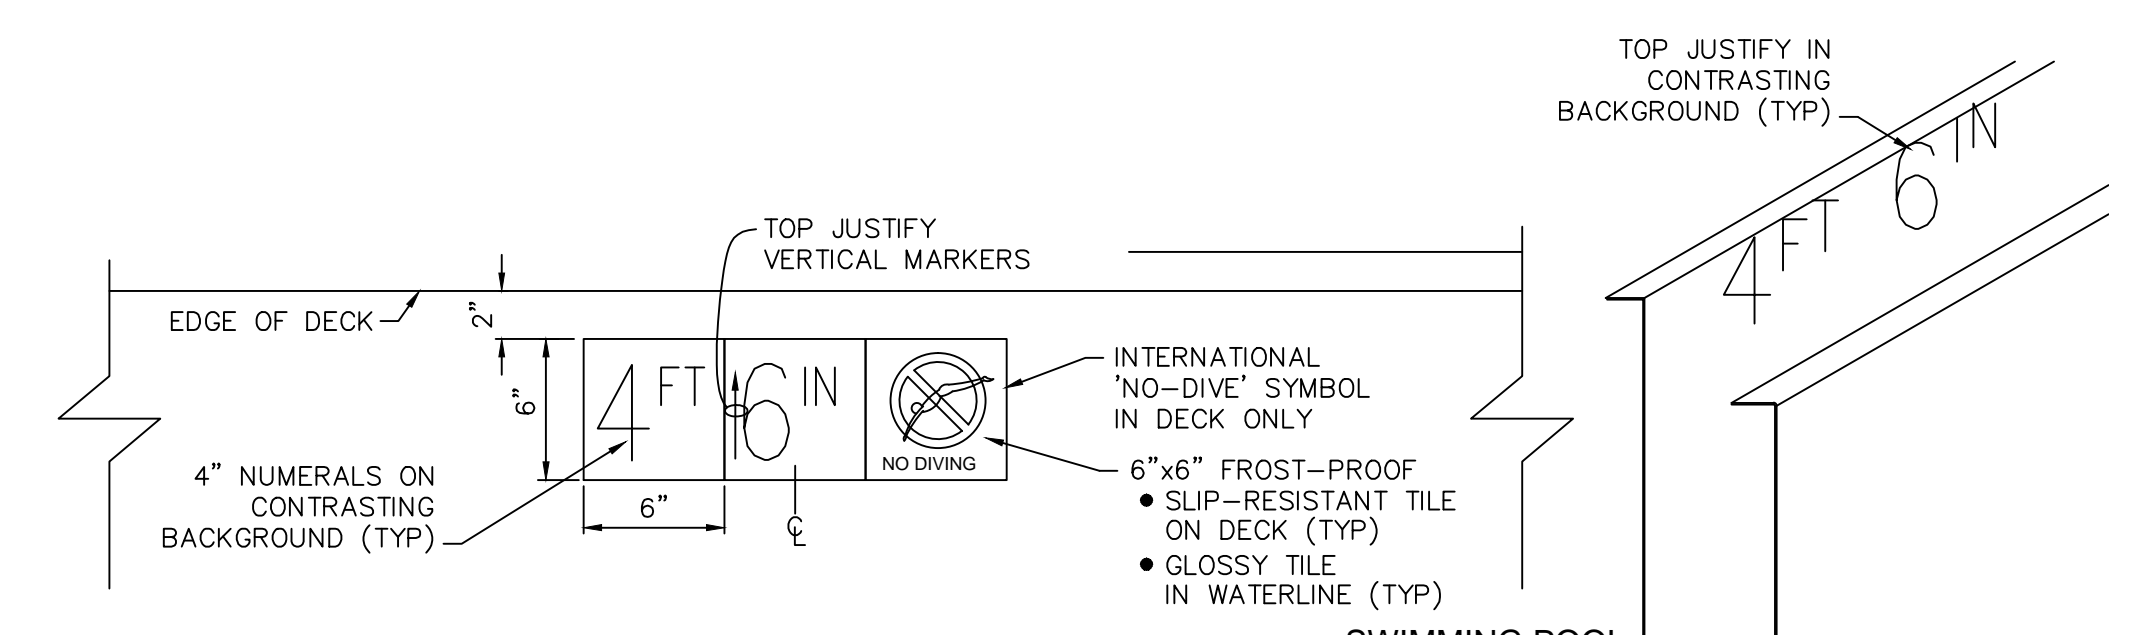 TOP JUSTIFY IN
CONTRASTING
BACKGROUND (TYP)
4 FT 6 IN
TOP JUSTIFY
VERTICAL MARKERS
EDGE OF DECK
2”
6”
4 FT 6 IN
NO DIVING
6”
℄
4” NUMERALS ON
CONTRASTING
BACKGROUND (TYP)
INTERNATIONAL
'NO-DIVE' SYMBOL
IN DECK ONLY
6”x6” FROST-PROOF
● SLIP-RESISTANT TILE
ON DECK (TYP)
● GLOSSY TILE
IN WATERLINE (TYP)
SWIMMING POOL